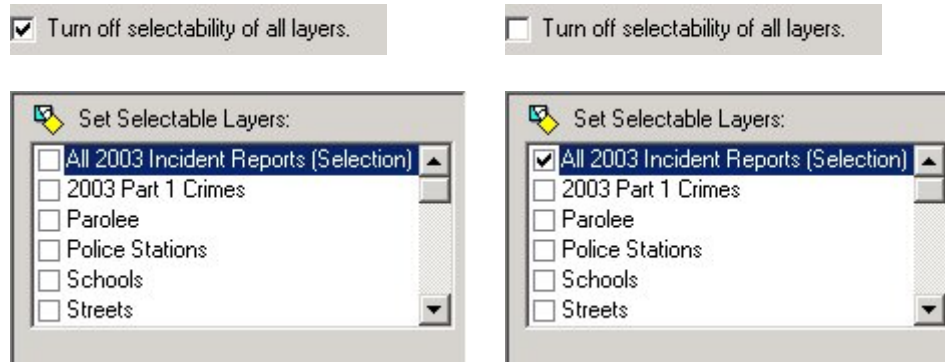 Turn off selectability of all layers.
Turn off selectability of all layers.
Set Selectable Layers:
All 2003 Incident Reports (Selection)
2003 Part 1 Crimes
Parolee
Police Stations
Schools
Streets
Set Selectable Layers:
All 2003 Incident Reports (Selection)
2003 Part 1 Crimes
Parolee
Police Stations
Schools
Streets